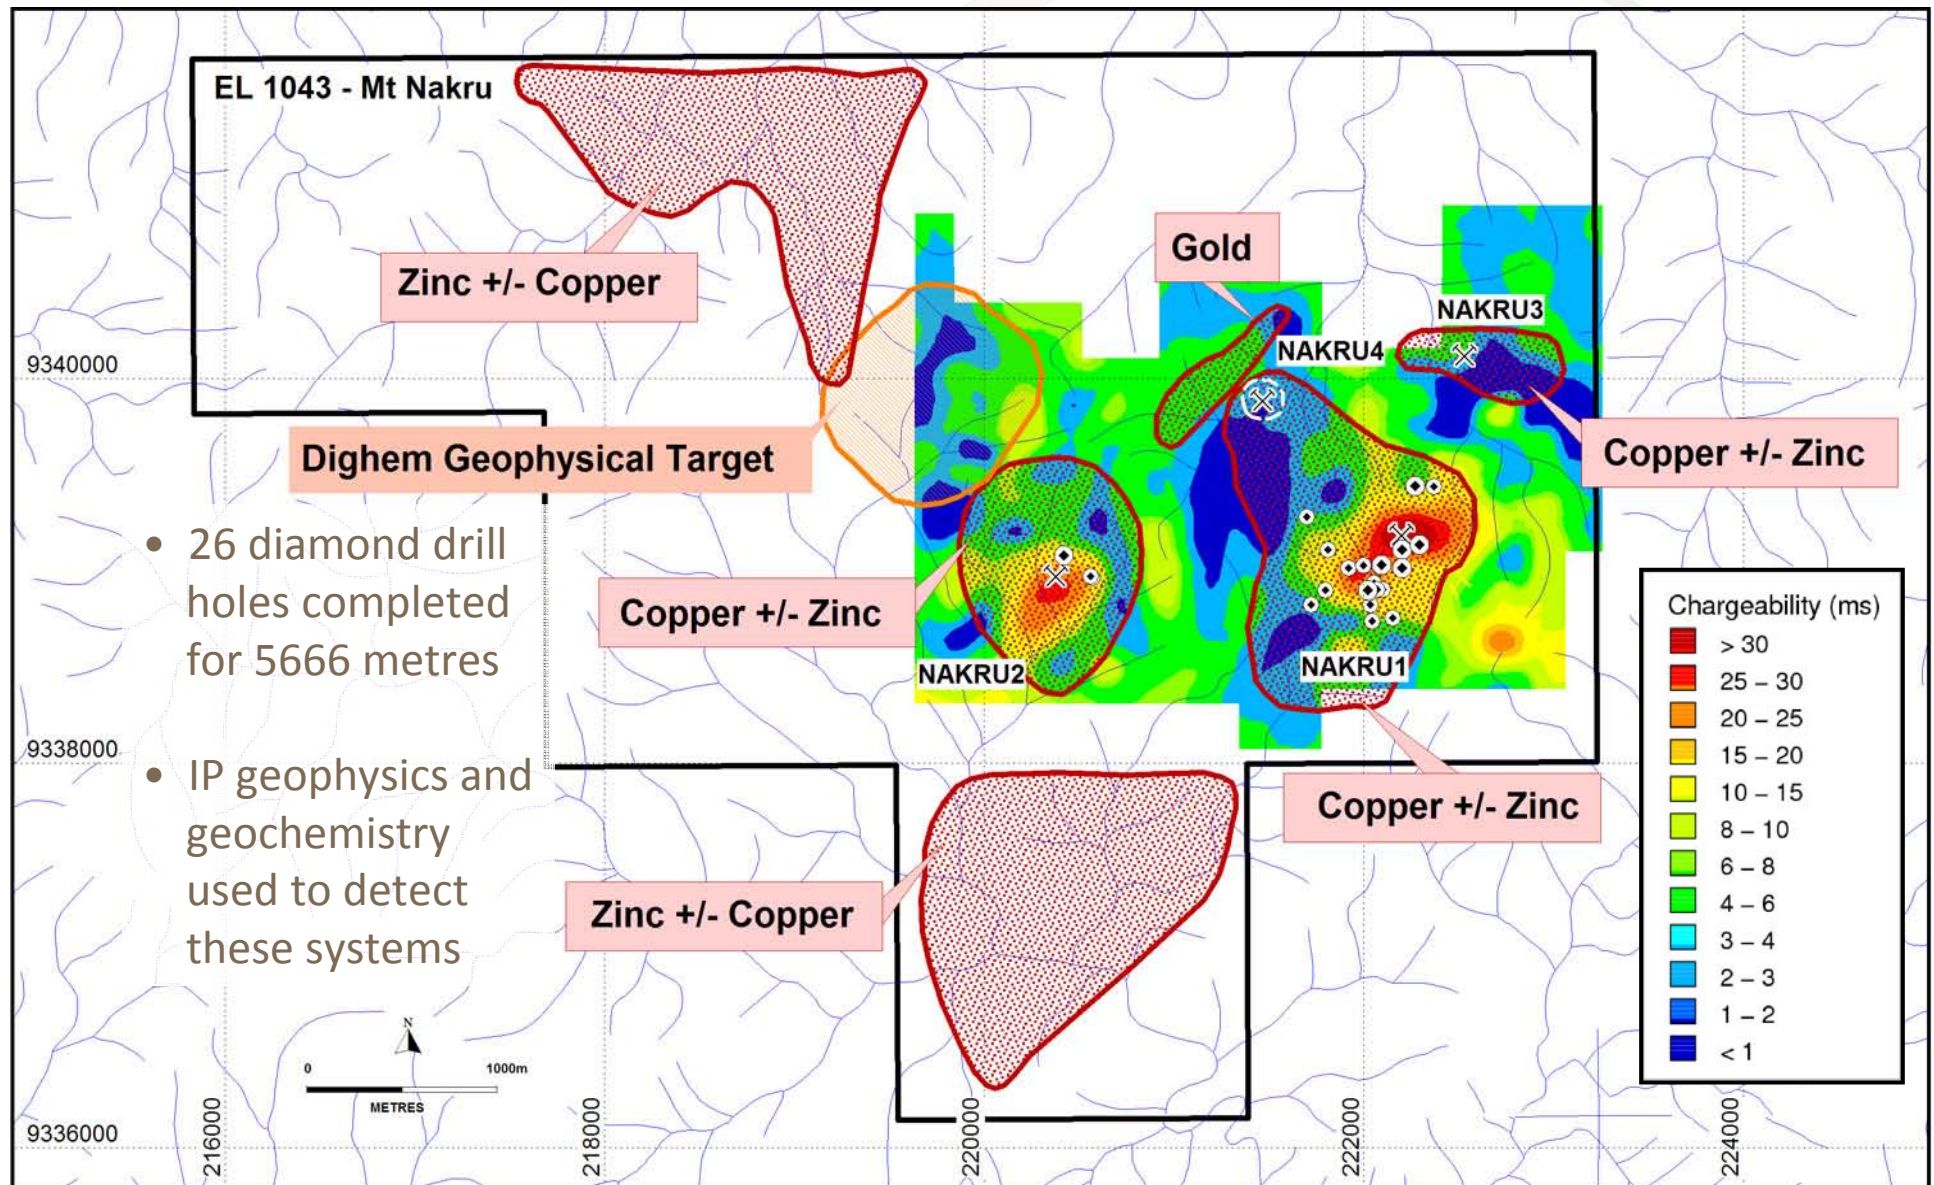 EL 1043 - Mt Nakru
Zinc +/- Copper
Gold
NAKRU3
NAKRU4
9340000
Copper +/- Zinc
Dighem Geophysical Target
• 26 diamond drill
holes completed
for 5666 metres
Copper +/- Zinc
NAKRU2
NAKRU1
9338000
• IP geophysics and
geochemistry
used to detect
these systems
Copper +/- Zinc
Zinc +/- Copper
Chargeability (ms)
> 30
25 – 30
20 – 25
15 – 20
10 – 15
8 – 10
6 – 8
4 – 6
3 – 4
2 – 3
1 – 2
< 1
N
0 1000m
METRES
9336000
216000
218000
220000
222000
224000